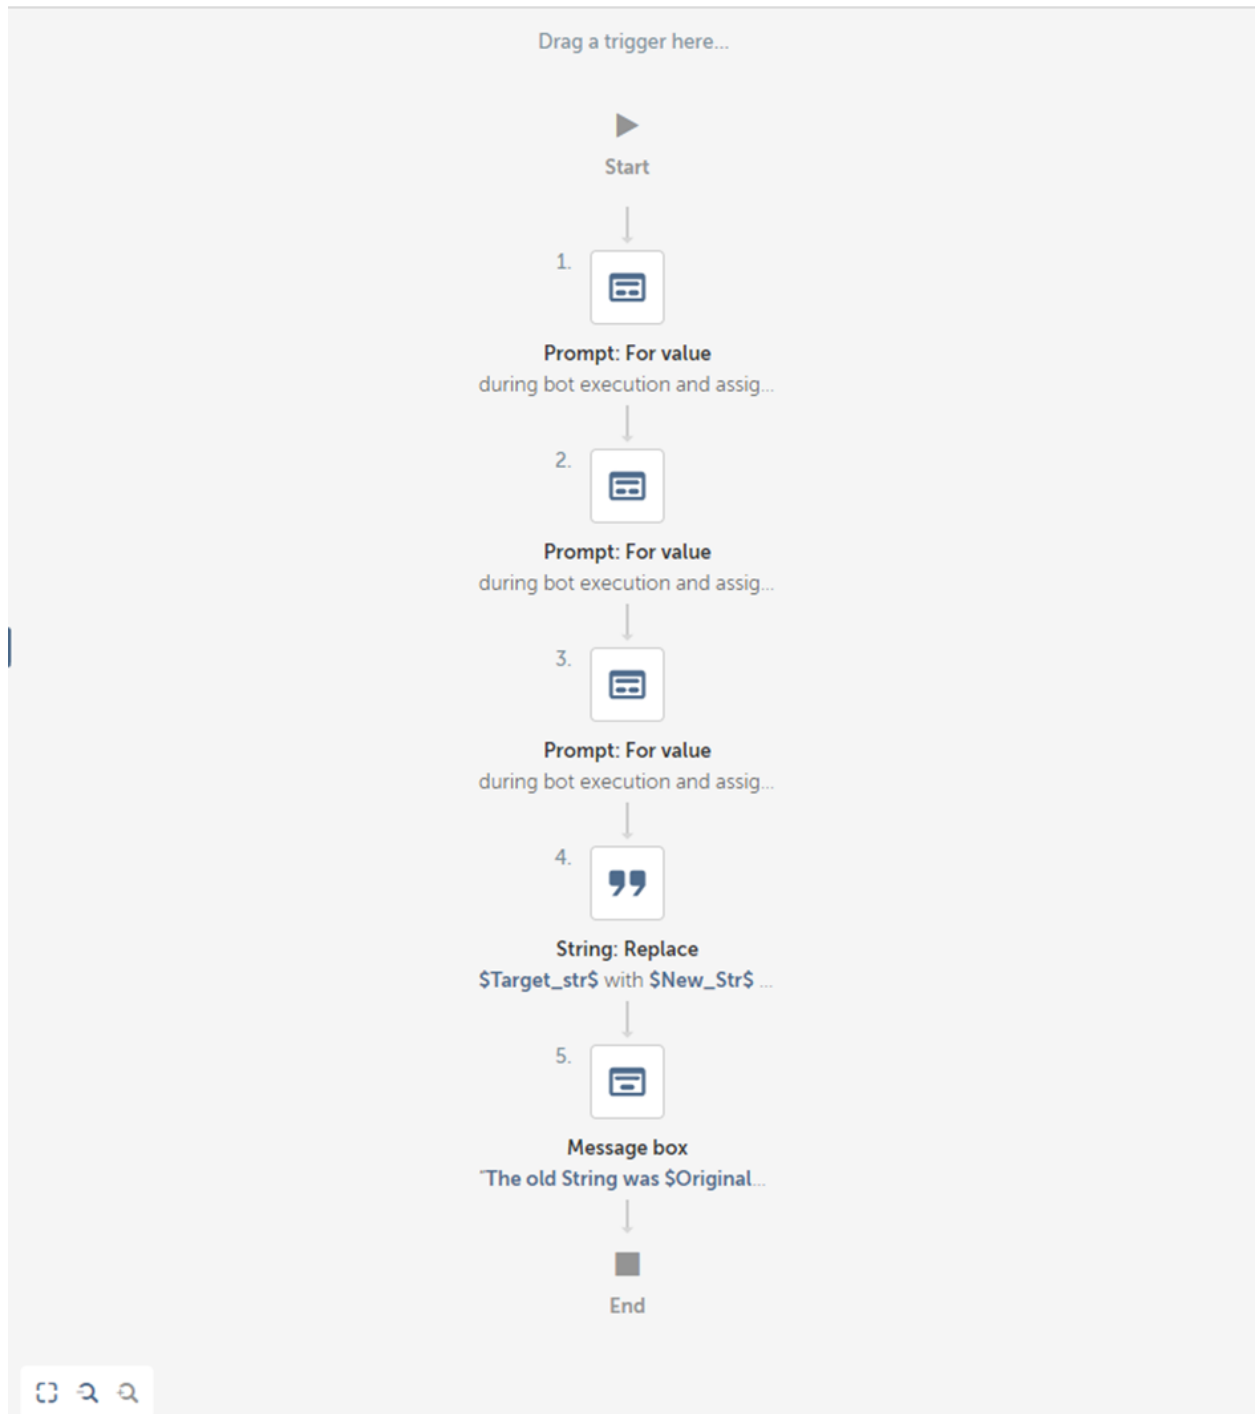 Drag a trigger here...
Start
1.
Prompt: For value
during bot execution and assig...
2.
Prompt: For value
during bot execution and assig...
3.
Prompt: For value
during bot execution and assig...
4.
String: Replace
$Target_str$ with $New_Str$ ...
5.
Message box
"The old String was $Original...
End